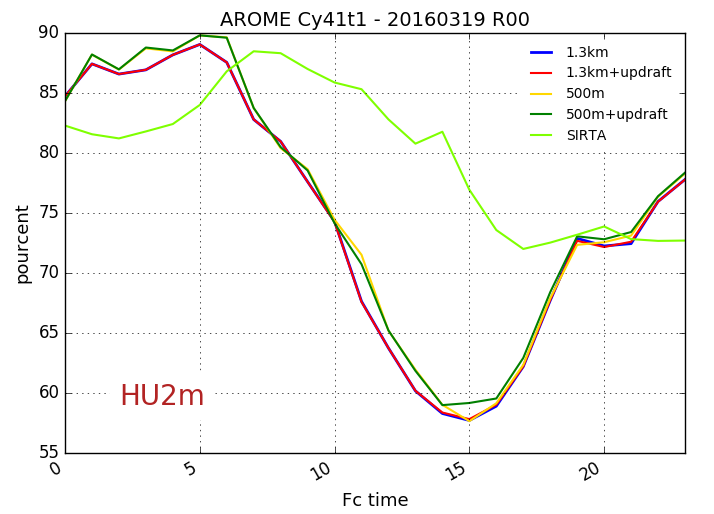 AROME Cy41t1 - 20160319 R00
90
85
80
75
70
65
60
55
pourcent
1.3km
1.3km+updraft
500m
500m+updraft
SIRTA
HU2m
0
5
10
15
20
Fc time